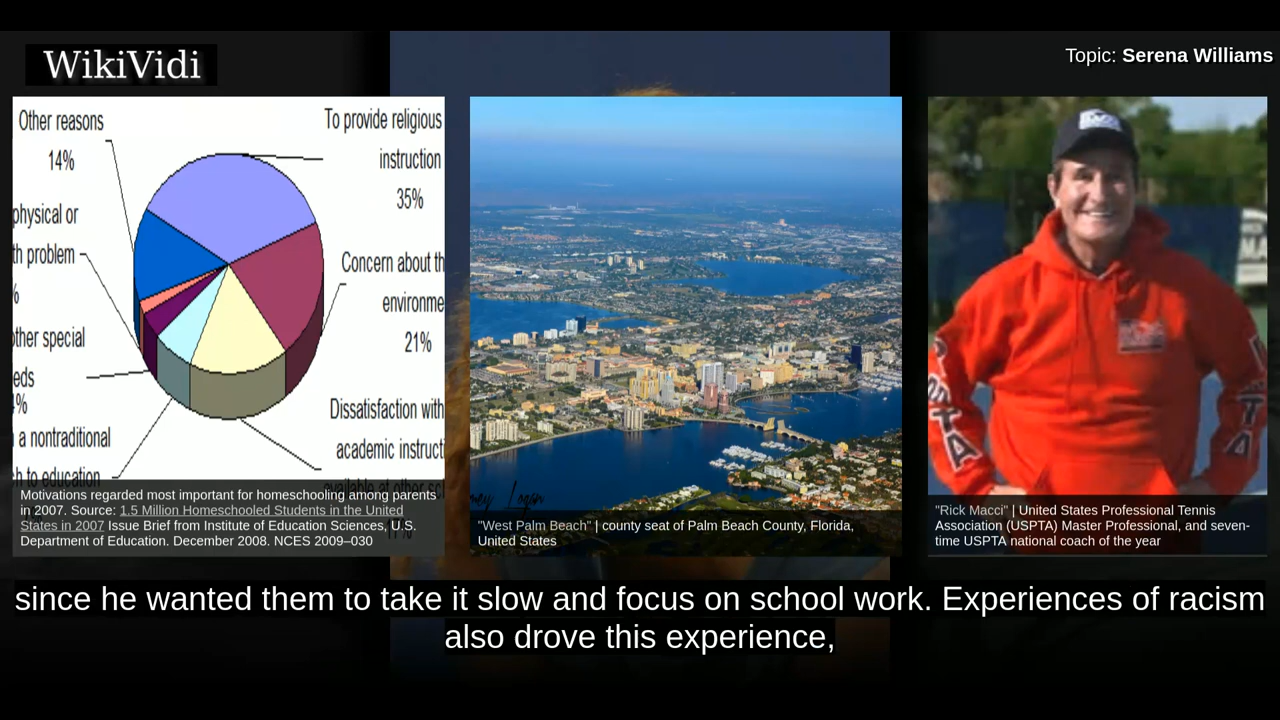 WikiVidi
Topic: Serena Williams
Other reasons
14%
To provide religious
instruction
35%
physical or
problem
Concern about
21%
other special
Dissatisfaction with
academic
a nontraditional
to education
available at other
Motivations regarded most important for homeschooling among parents
in 2007. Source: 1.5 Million Homeschooled Students in the United
States in 2007 Issue Brief from Institute of Education Sciences, U.S.
Department of Education. December 2008. NCES 2009–030
"West Palm Beach" | county seat of Palm Beach County, Florida,
United States
"Rick Macci" | United States Professional Tennis
Association (USPTA) Master Professional, and seven-
time USPTA national coach of the year
since he wanted them to take it slow and focus on school work. Experiences of racism
also drove this experience,